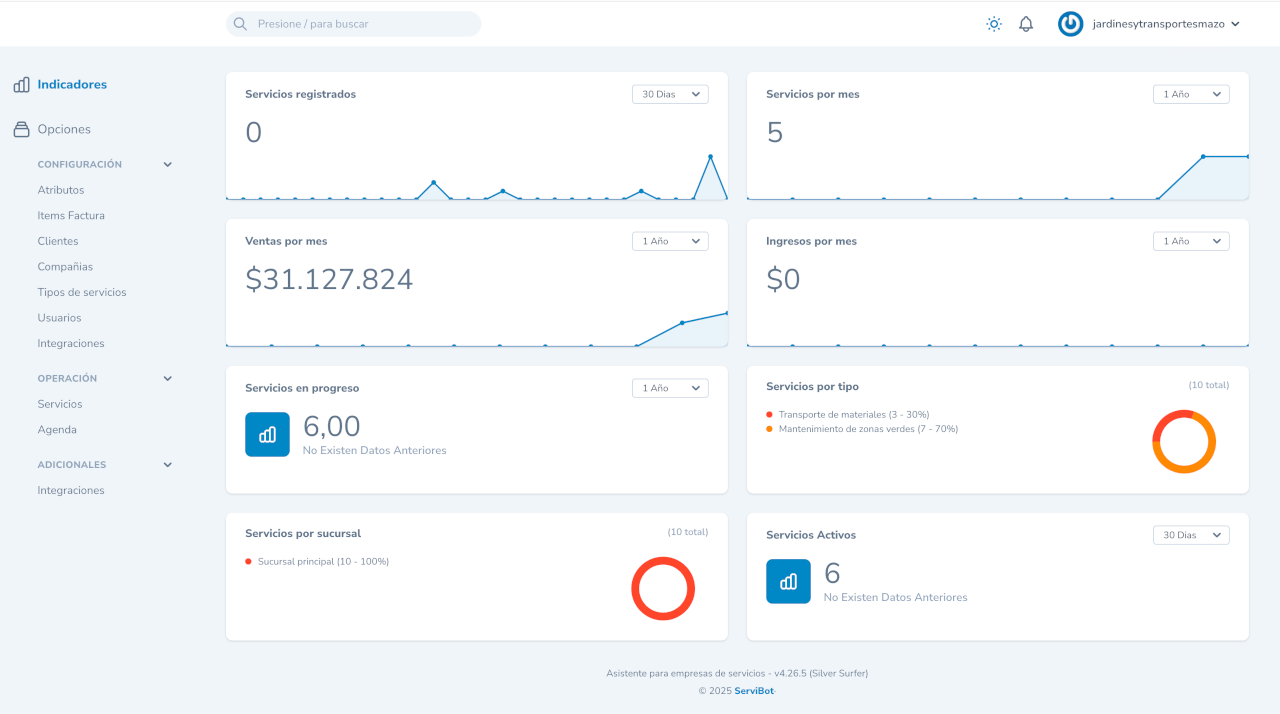 Presione / para buscar
jardinesytransportesmazo
Indicadores
Opciones
CONFIGURACIÓN
Atributos
Items Factura
Clientes
Compañias
Tipos de servicios
Usuarios
Integraciones
OPERACIÓN
Servicios
Agenda
ADICIONALES
Integraciones
Servicios registrados
30 Dias
0
Servicios por mes
1 Año
5
Ventas por mes
1 Año
$31.127.824
Ingresos por mes
1 Año
$0
Servicios en progreso
1 Año
6,00
No Existen Datos Anteriores
Servicios por tipo
(10 total)
Transporte de materiales (3 - 30%)
Mantenimiento de zonas verdes (7 - 70%)
Servicios por sucursal
(10 total)
Sucursal principal (10 - 100%)
Servicios Activos
30 Dias
6
No Existen Datos Anteriores
Asistente para empresas de servicios - v4.26.5 (Silver Surfer)
© 2025 ServiBot·